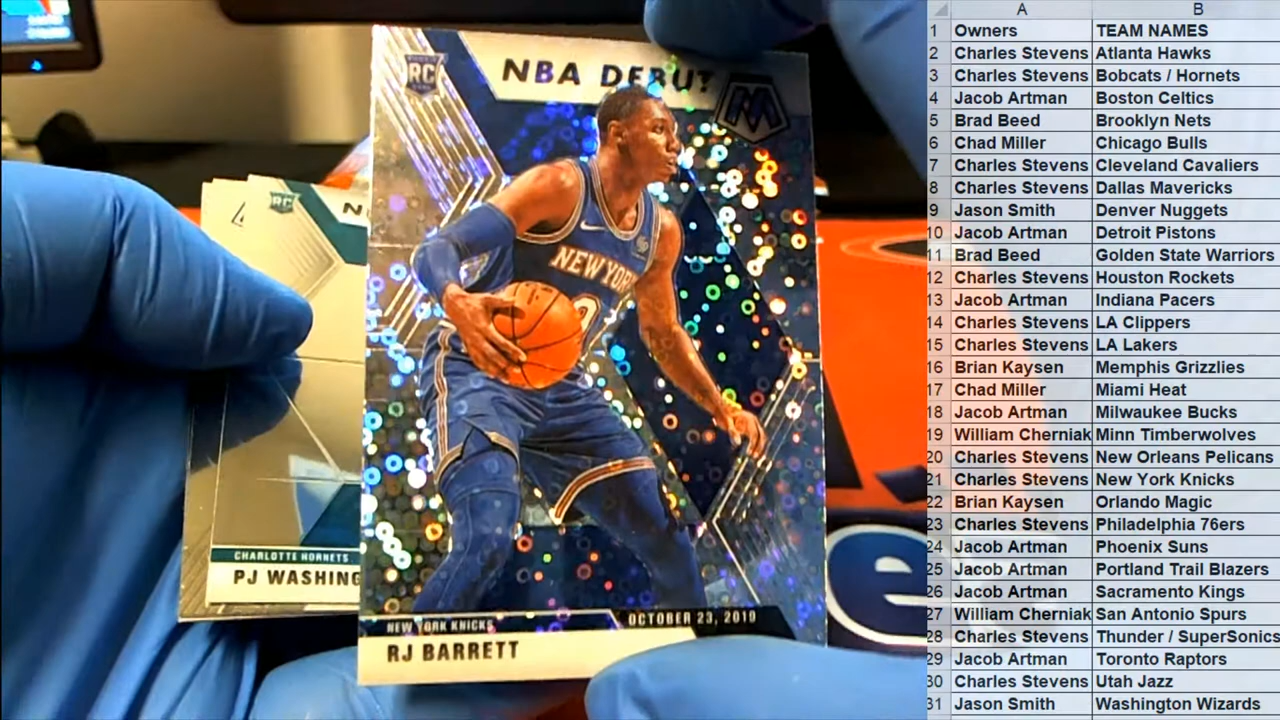 RC
NBA DEBUT
M
NEW YORK
NEW YORK KNICKS
OCTOBER 23, 2019
RJ BARRETT
RC
N
CHARLOTTE HORNETS
PJ WASHING
e
A B
1 Owners TEAM NAMES
2 Charles Stevens Atlanta Hawks
3 Charles Stevens Bobcats / Hornets
4 Jacob Artman Boston Celtics
5 Brad Beed Brooklyn Nets
6 Chad Miller Chicago Bulls
7 Charles Stevens Cleveland Cavaliers
8 Charles Stevens Dallas Mavericks
9 Jason Smith Denver Nuggets
10 Jacob Artman Detroit Pistons
11 Brad Beed Golden State Warriors
12 Charles Stevens Houston Rockets
13 Jacob Artman Indiana Pacers
14 Charles Stevens LA Clippers
15 Charles Stevens LA Lakers
16 Brian Kaysen Memphis Grizzlies
17 Chad Miller Miami Heat
18 Jacob Artman Milwaukee Bucks
19 William Cherniak Minn Timberwolves
20 Charles Stevens New Orleans Pelicans
21 Charles Stevens New York Knicks
22 Brian Kaysen Orlando Magic
23 Charles Stevens Philadelphia 76ers
24 Jacob Artman Phoenix Suns
25 Jacob Artman Portland Trail Blazers
26 Jacob Artman Sacramento Kings
27 William Cherniak San Antonio Spurs
28 Charles Stevens Thunder / SuperSonics
29 Jacob Artman Toronto Raptors
30 Charles Stevens Utah Jazz
31 Jason Smith Washington Wizards